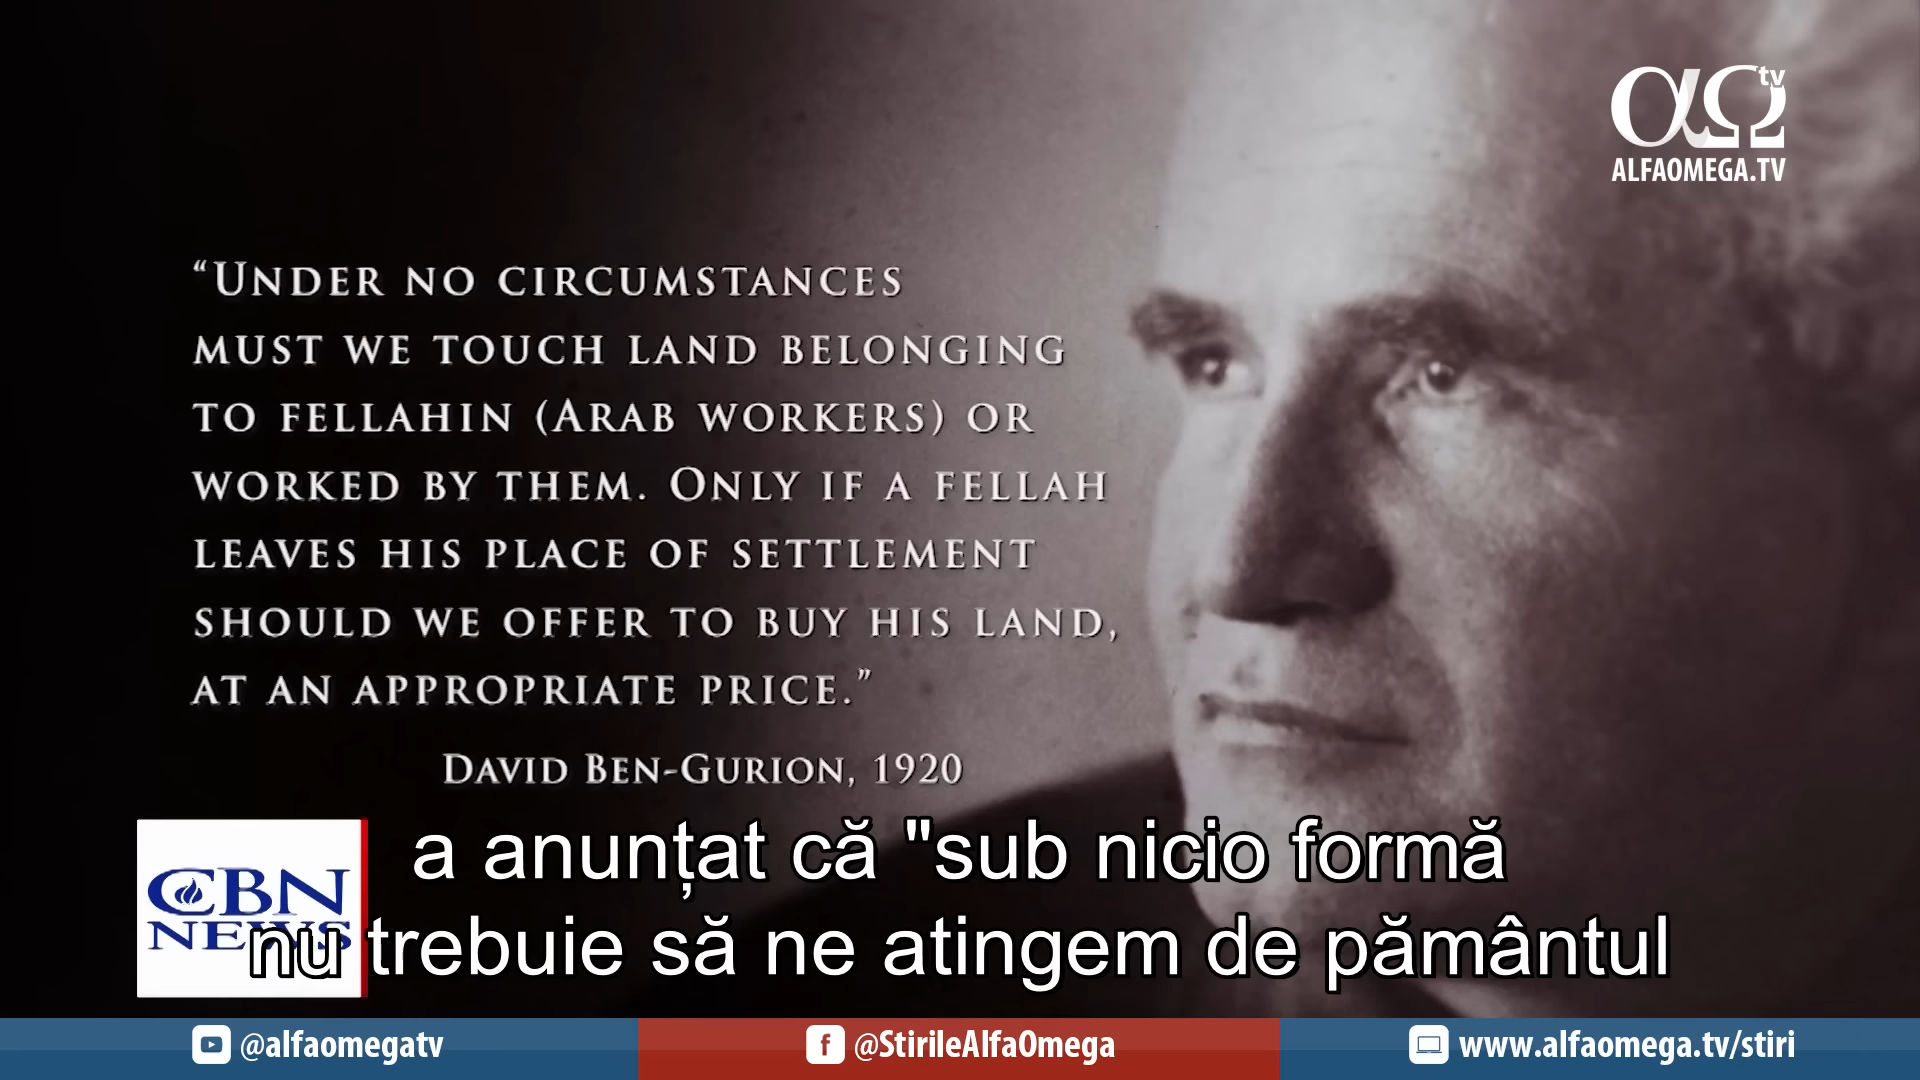 αΩ tv
ALFAOMEGA.TV
“UNDER NO CIRCUMSTANCES
MUST WE TOUCH LAND BELONGING
TO FELLAHIN (ARAB WORKERS) OR
WORKED BY THEM. ONLY IF A FELLAH
LEAVES HIS PLACE OF SETTLEMENT
SHOULD WE OFFER TO BUY HIS LAND,
AT AN APPROPRIATE PRICE.”
DAVID BEN-GURION, 1920
CBN
NEWS
a anunțat că "sub nicio formă
nu trebuie să ne atingem de pământul
@alfaomegatv
f @StirileAlfaOmega
www.alfaomega.tv/stiri